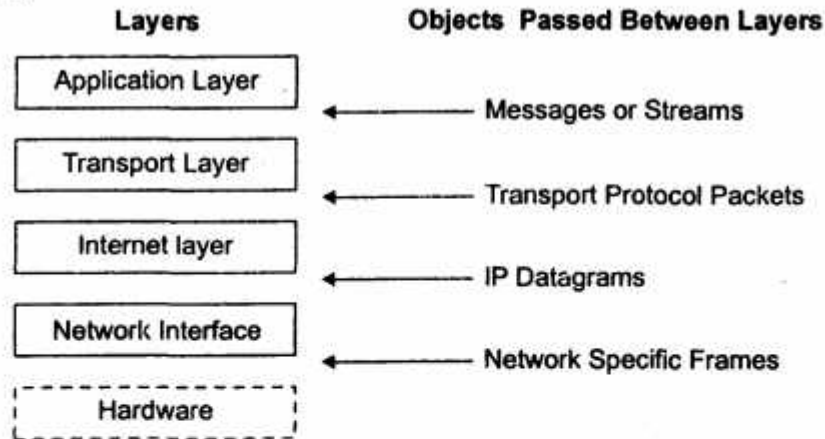 Layers
Objects Passed Between Layers
Application Layer
Messages or Streams
Transport Layer
Transport Protocol Packets
Internet layer
IP Datagrams
Network Interface
Network Specific Frames
Hardware